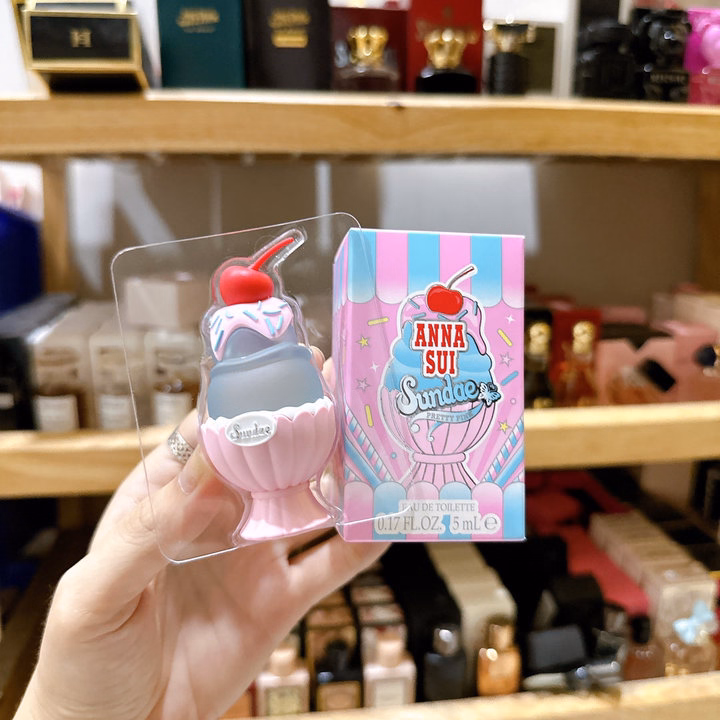 H
Sundae
ANNA
SUI
Sundae
PRETTY PINK
EAU DE TOILETTE
0.17 FL.OZ. 5 mL ℮